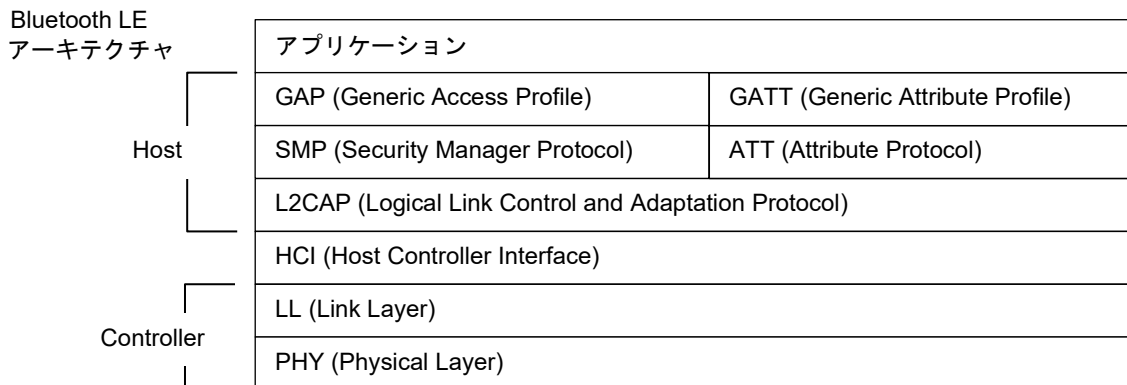 Bluetooth LE
アーキテクチャ
アプリケーション
GAP (Generic Access Profile)
GATT (Generic Attribute Profile)
Host
SMP (Security Manager Protocol)
ATT (Attribute Protocol)
L2CAP (Logical Link Control and Adaptation Protocol)
HCI (Host Controller Interface)
LL (Link Layer)
Controller
PHY (Physical Layer)